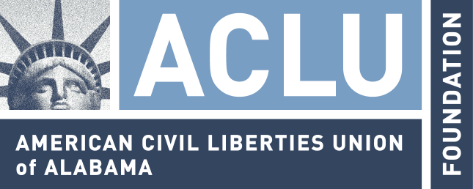 ACLU
AMERICAN CIVIL LIBERTIES UNION
of ALABAMA
FOUNDATION